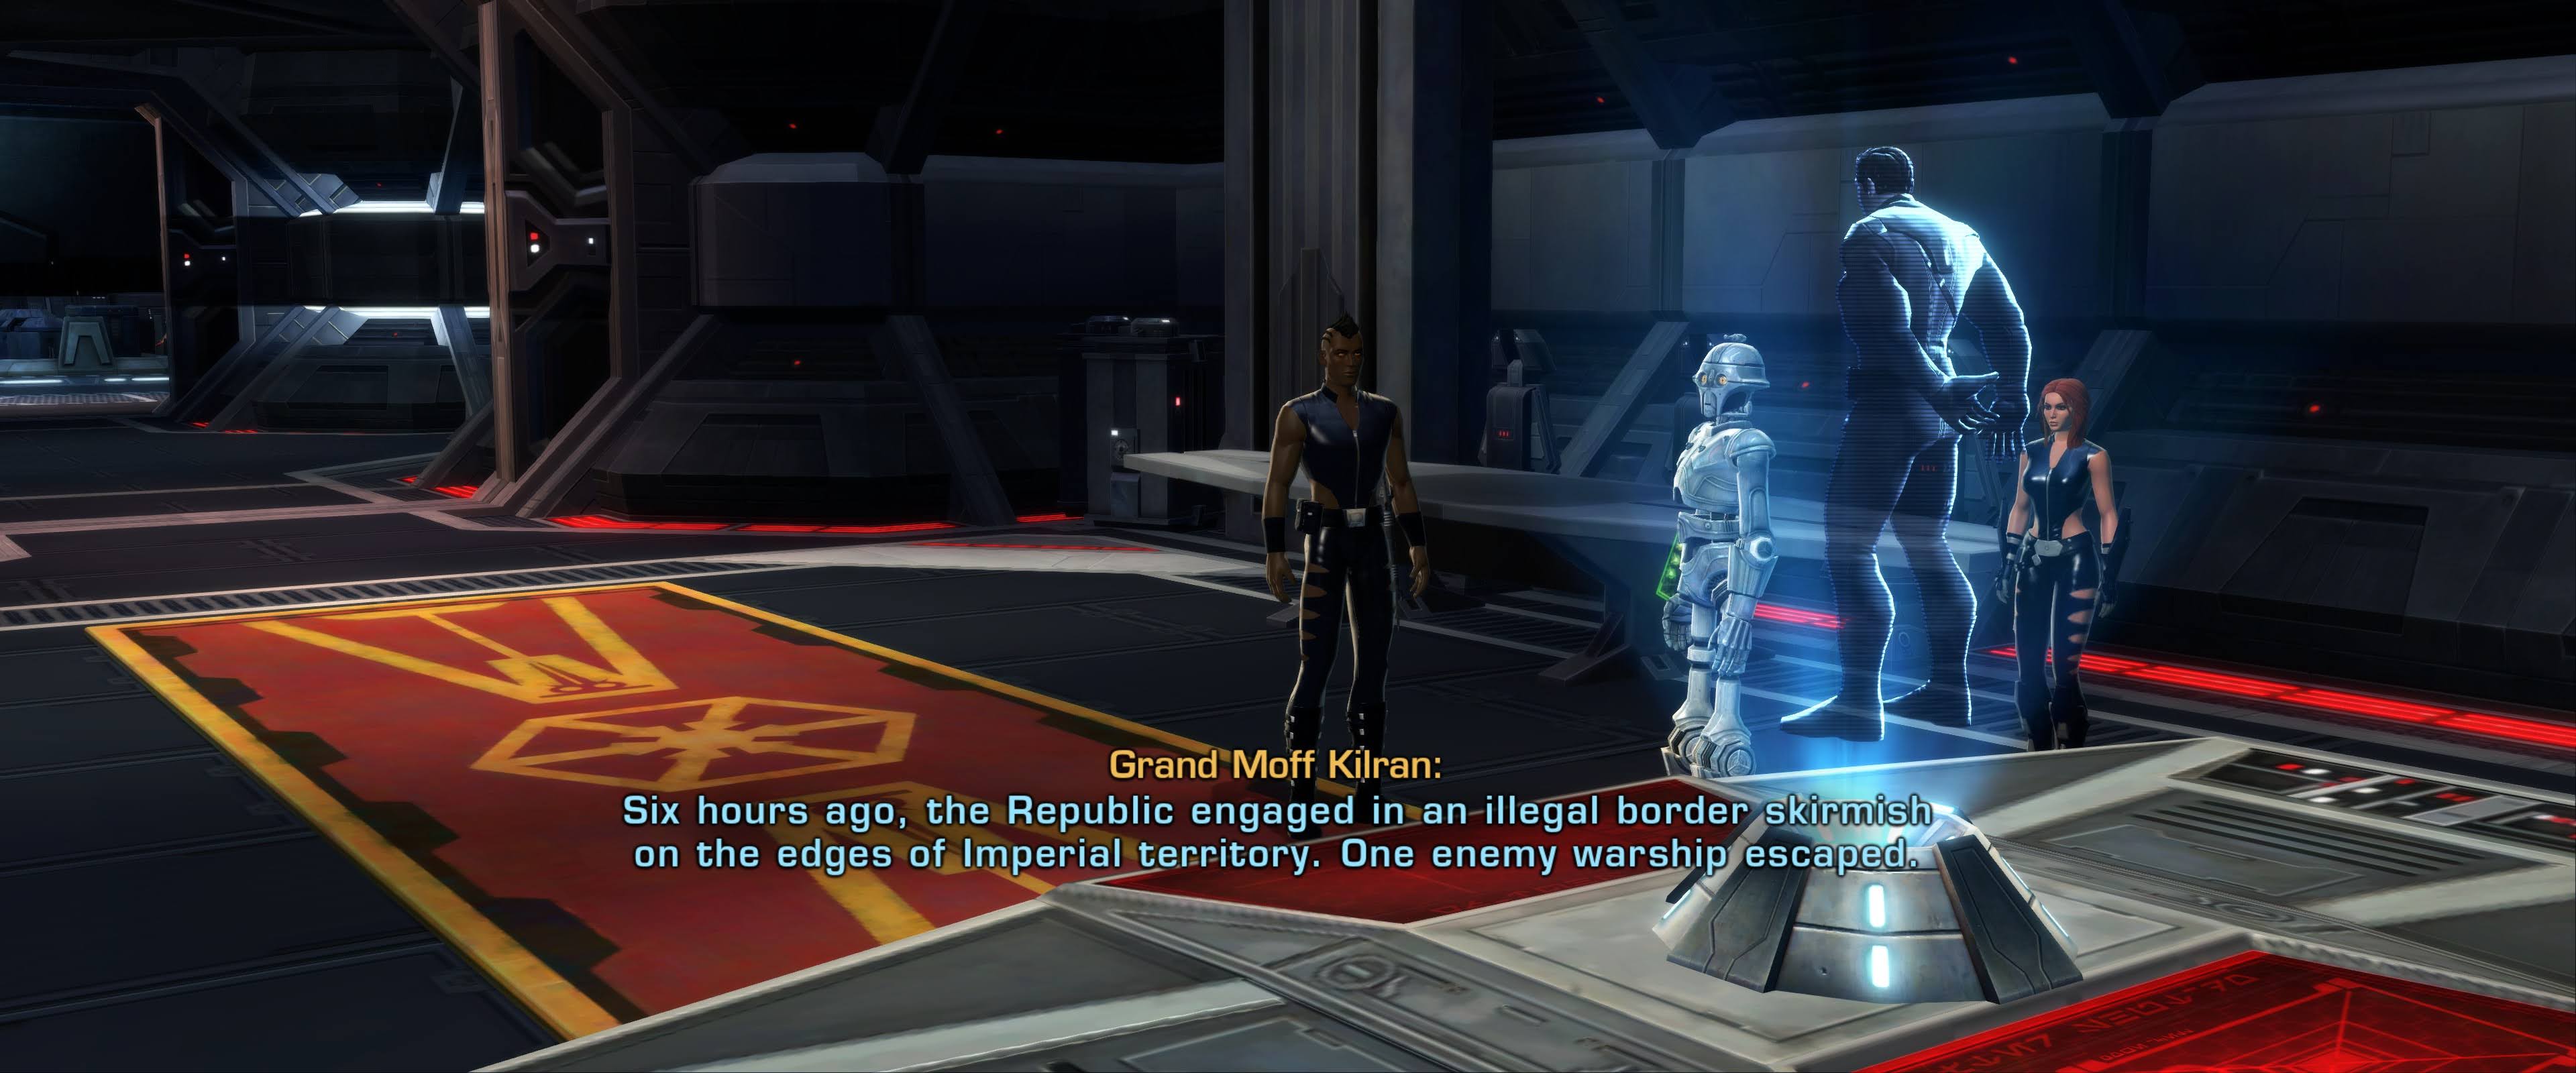 Grand Moff Kilran:
Six hours ago, the Republic engaged in an illegal border skirmish
on the edges of Imperial territory. One enemy warship escaped.